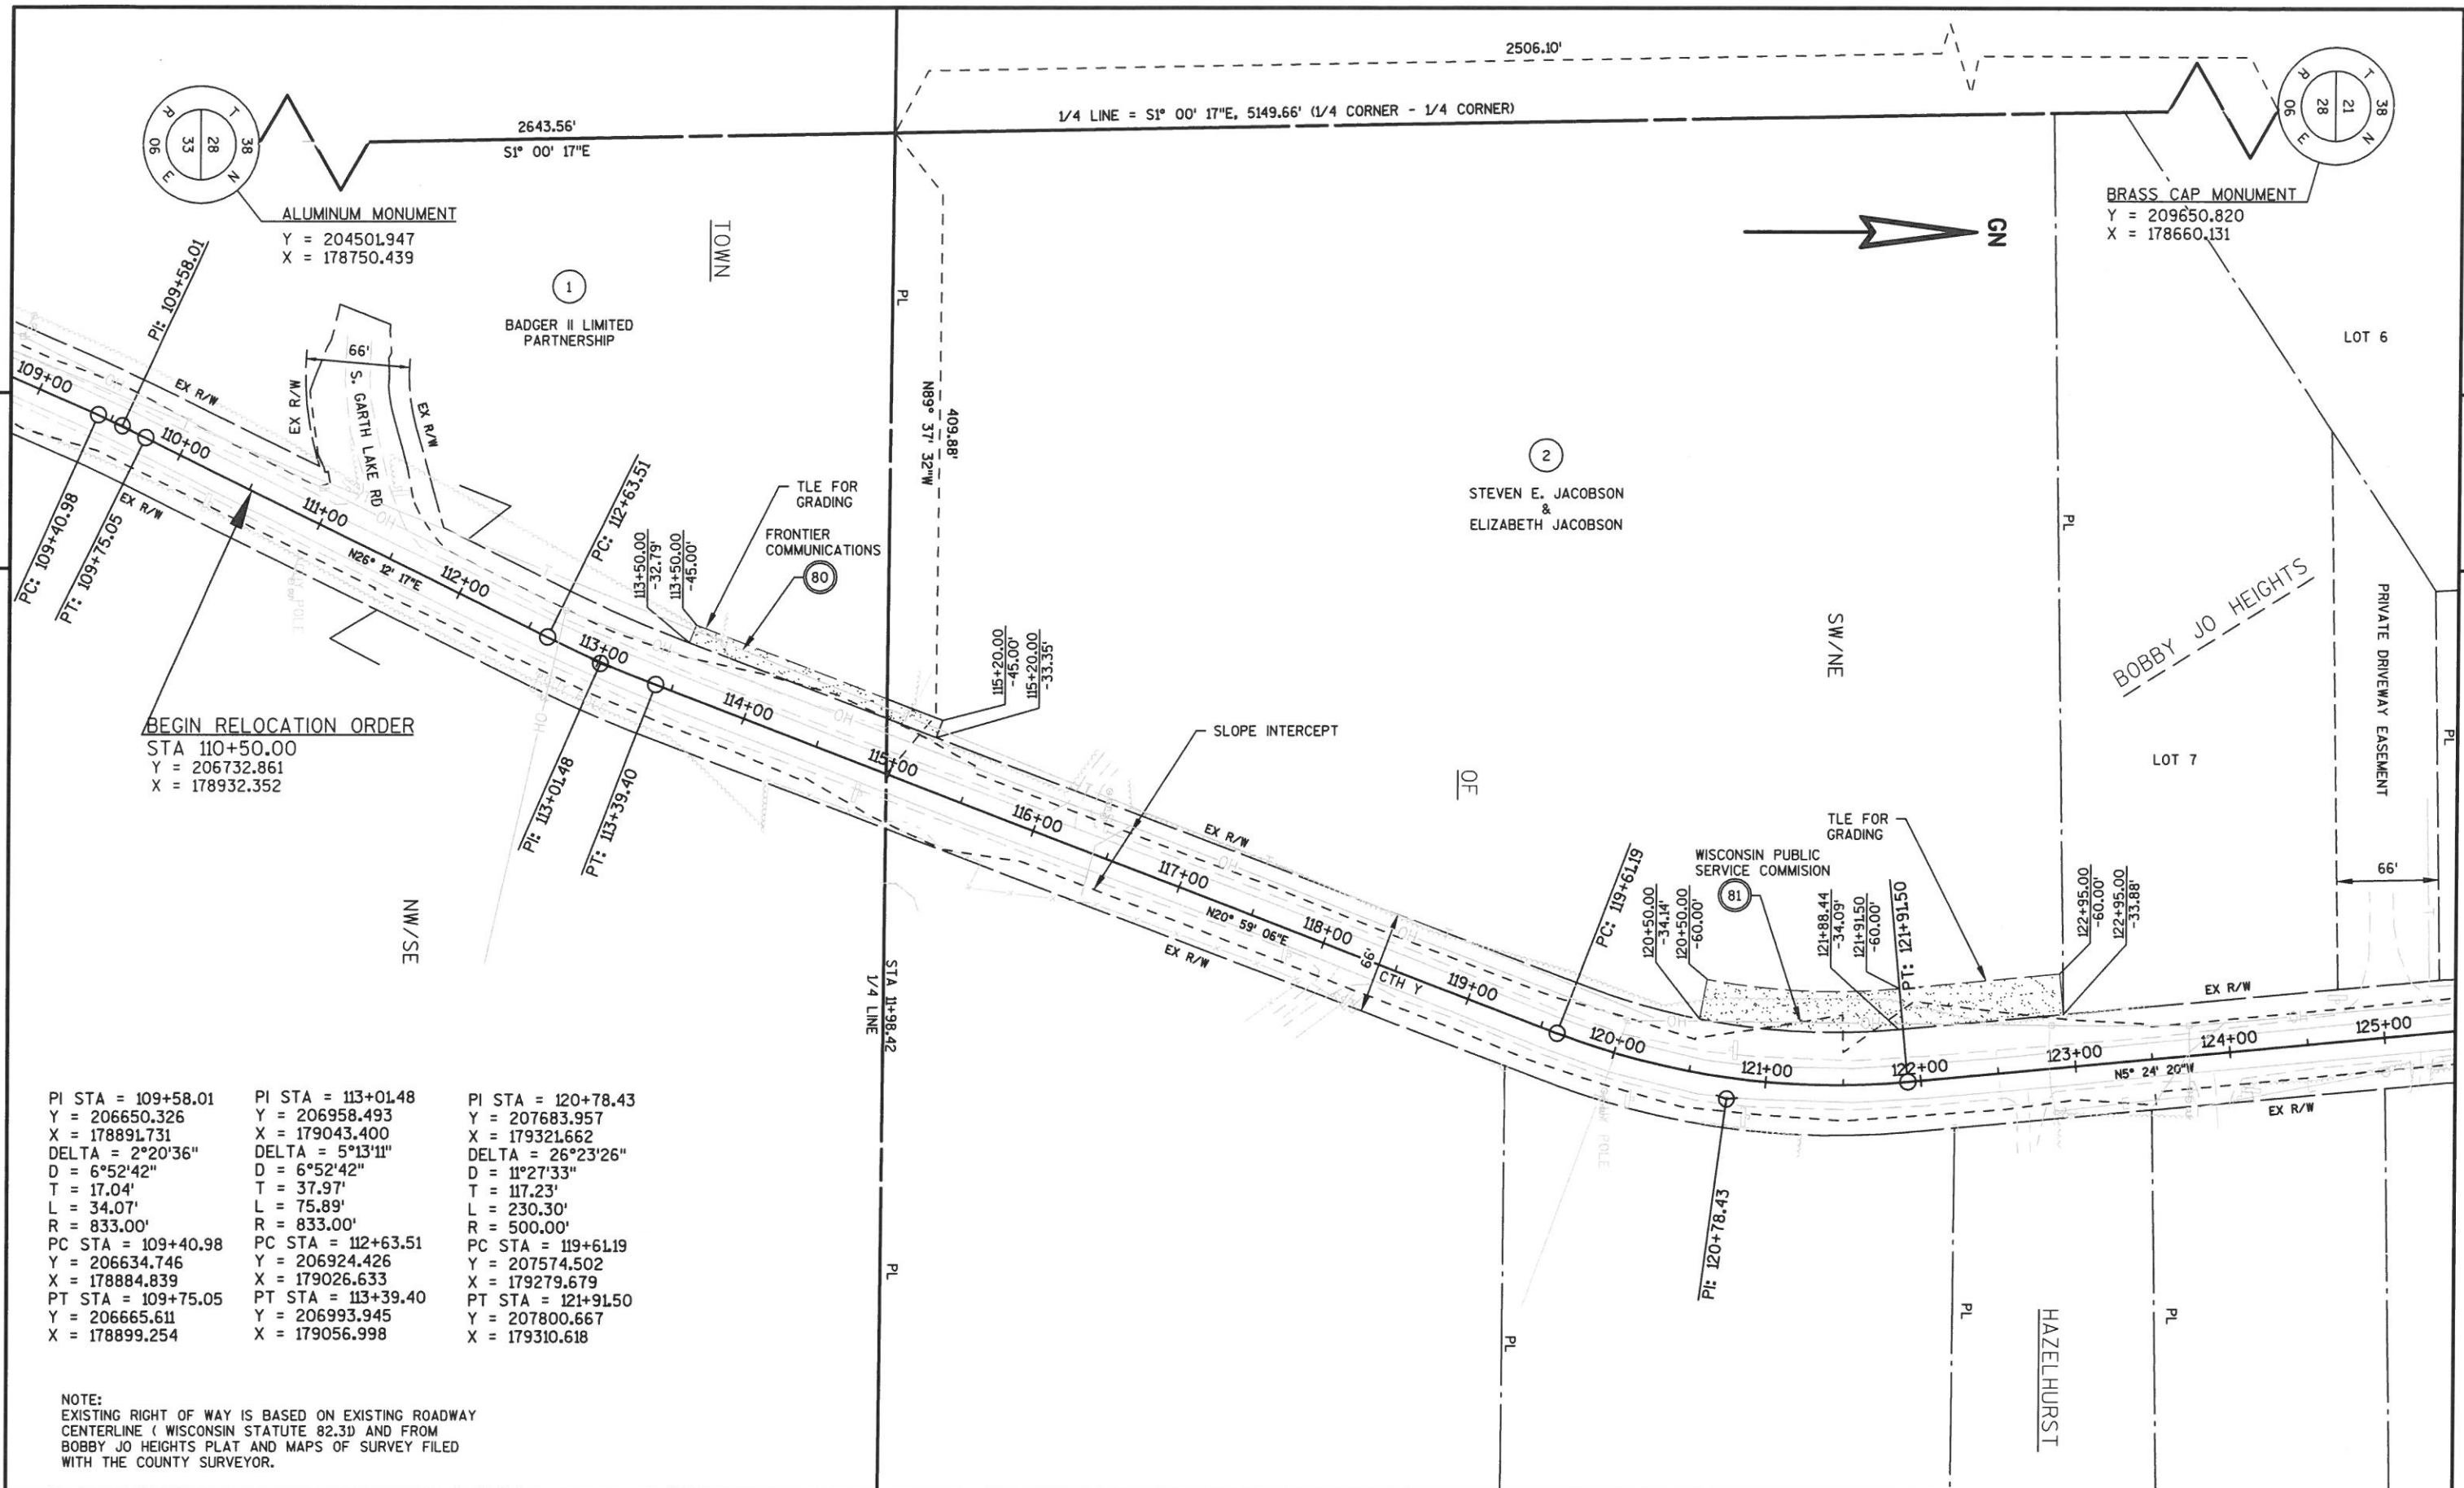 2506.10'
1/4 LINE = S1° 00' 17"E, 5149.66' (1/4 CORNER - 1/4 CORNER)
2643.56'
S1° 00' 17"E
T 38 N
R 06 E
28
33
T 38 N
R 06 E
21
28
ALUMINUM MONUMENT
Y = 204501.947
X = 178750.439
BRASS CAP MONUMENT
Y = 209650.820
X = 178660.131
GN
TOWN
1
BADGER II LIMITED
PARTNERSHIP
PL
N89° 37' 32"W
409.88'
2
STEVEN E. JACOBSON
&
ELIZABETH JACOBSON
LOT 6
PL
BOBBY JO HEIGHTS
PRIVATE DRIVEWAY EASEMENT
PL
LOT 7
66'
SW/NE
OF
PI: 109+58.01
109+00
EX R/W
66'
S. GARTH LAKE RD
EX R/W
EX R/W
110+00
EX R/W
PC: 109+40.98
PT: 109+75.05
111+00
N26° 12' 17"E
112+00
PC: 112+63.51
113+50.00
-32.79'
113+50.00
-45.00'
TLE FOR
GRADING
FRONTIER
COMMUNICATIONS
80
113+00
114+00
115+00
115+20.00
-45.00'
115+20.00
-33.35'
BEGIN RELOCATION ORDER
STA 110+50.00
Y = 206732.861
X = 178932.352
PI: 113+01.48
PT: 113+39.40
SLOPE INTERCEPT
116+00
EX R/W
117+00
N20° 59' 06"E
118+00
EX R/W
66'
CTH Y
119+00
PC: 119+61.19
120+50.00
-34.14'
120+50.00
-60.00'
WISCONSIN PUBLIC
SERVICE COMMISION
81
TLE FOR
GRADING
121+88.44
-34.09'
121+91.50
-60.00'
PT: 121+91.50
122+95.00
-60.00'
122+95.00
-33.88'
120+00
121+00
122+00
123+00
124+00
125+00
N5° 24' 20"W
EX R/W
EX R/W
OH
POLE
NW/SE
STA 11+98.42
1/4 LINE
PL
PI: 120+78.43
PL
PL
PL
HAZELHURST
PI STA = 109+58.01
Y = 206650.326
X = 178891.731
DELTA = 2°20'36"
D = 6°52'42"
T = 17.04'
L = 34.07'
R = 833.00'
PC STA = 109+40.98
Y = 206634.746
X = 178884.839
PT STA = 109+75.05
Y = 206665.611
X = 178899.254
PI STA = 113+01.48
Y = 206958.493
X = 179043.400
DELTA = 5°13'11"
D = 6°52'42"
T = 37.97'
L = 75.89'
R = 833.00'
PC STA = 112+63.51
Y = 206924.426
X = 179026.633
PT STA = 113+39.40
Y = 206993.945
X = 179056.998
PI STA = 120+78.43
Y = 207683.957
X = 179321.662
DELTA = 26°23'26"
D = 11°27'33"
T = 117.23'
L = 230.30'
R = 500.00'
PC STA = 119+61.19
Y = 207574.502
X = 179279.679
PT STA = 121+91.50
Y = 207800.667
X = 179310.618
NOTE:
EXISTING RIGHT OF WAY IS BASED ON EXISTING ROADWAY
CENTERLINE ( WISCONSIN STATUTE 82.31) AND FROM
BOBBY JO HEIGHTS PLAT AND MAPS OF SURVEY FILED
WITH THE COUNTY SURVEYOR.